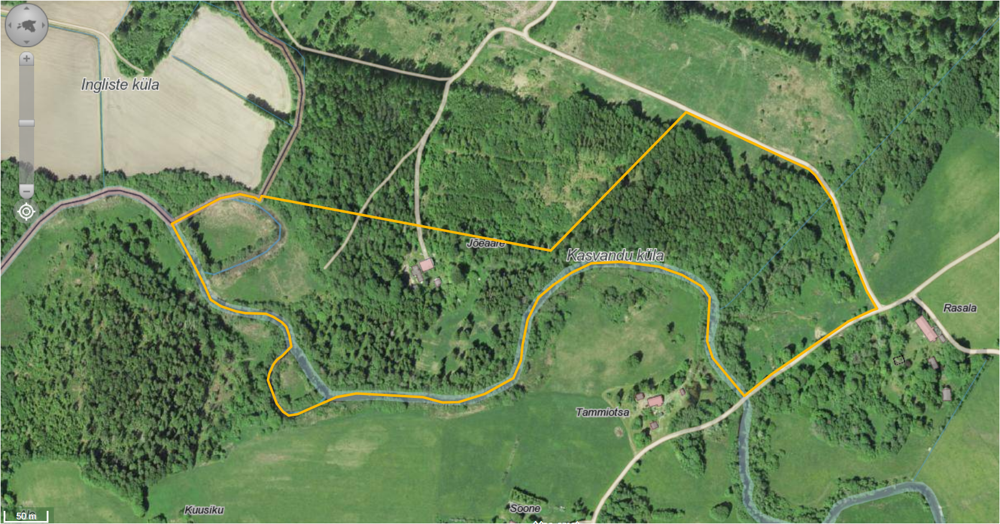 Ingliste küla
Jõeääre
Kasvandu küla
Rasala
Tammiotsa
Kuusiku
Soone
50 m